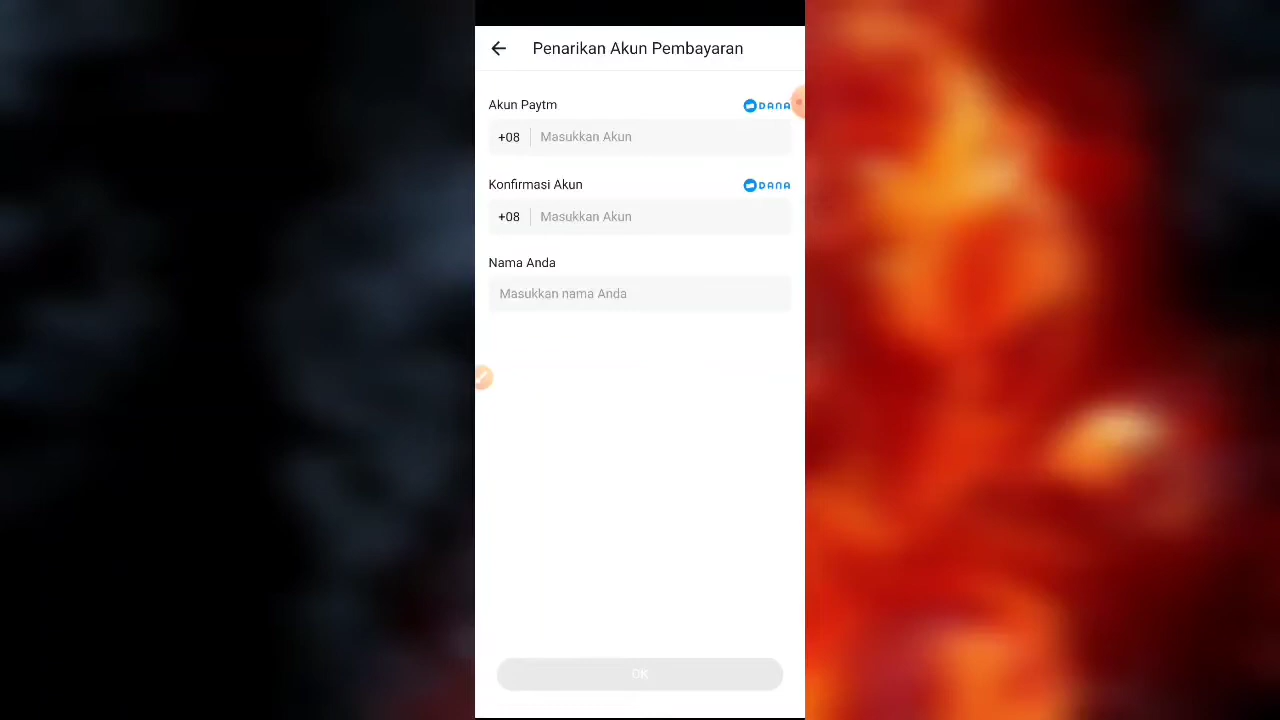 Penarikan Akun Pembayaran
Akun Paytm
DANA
+08
Masukkan Akun
Konfirmasi Akun
DANA
+08
Masukkan Akun
Nama Anda
Masukkan nama Anda
OK